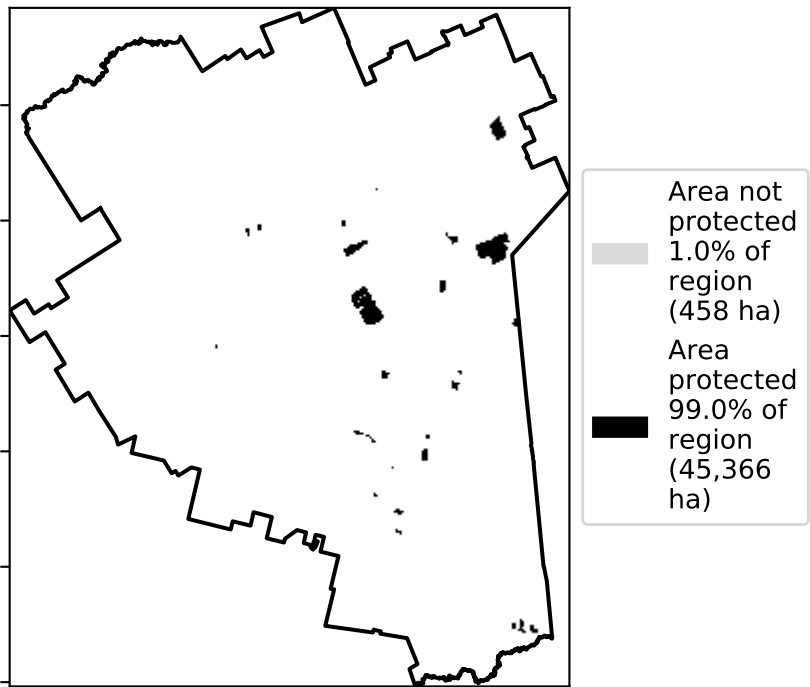 Area not
protected
1.0% of
region
(458 ha)
Area
protected
99.0% of
region
(45,366
ha)